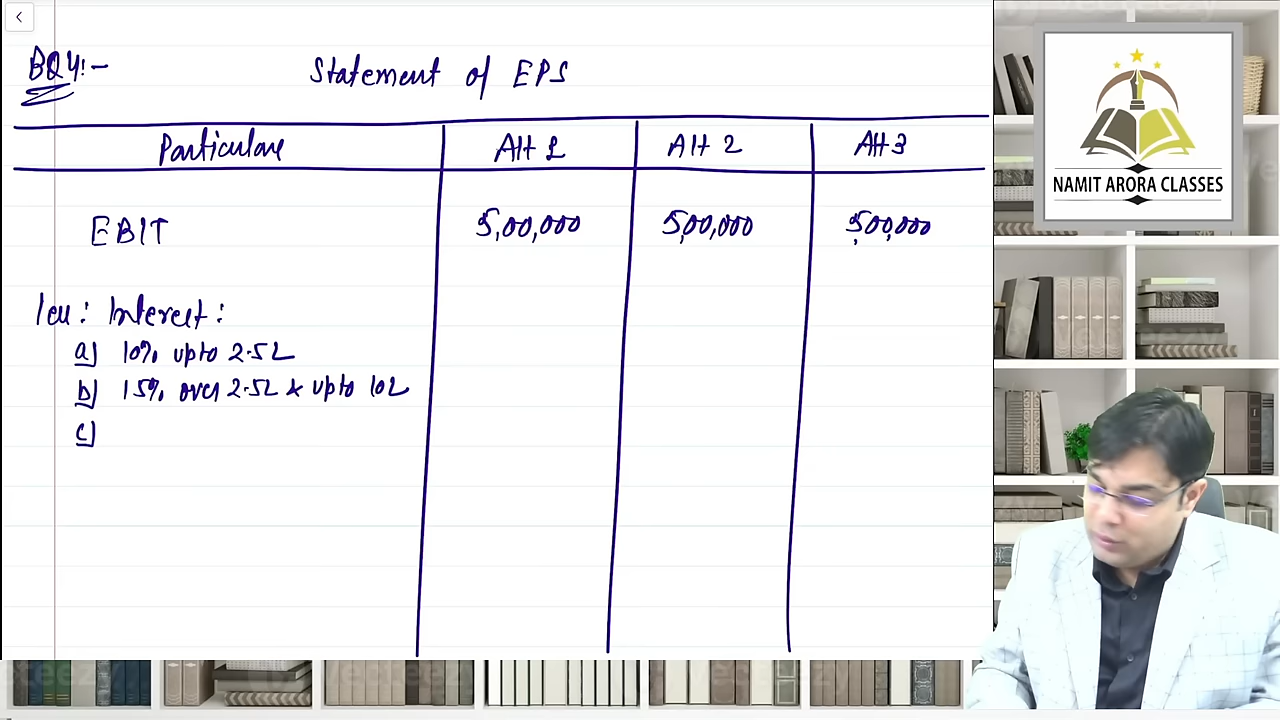 BQ4:-
Statement of EPS
Particulars Alt 1 Alt 2 Alt 3
EBIT 5,00,000 5,00,000 5,00,000
less: Interest:
a) 10% upto 2.5L
b) 15% over 2.5L & upto 10L
c)
NAMIT ARORA CLASSES